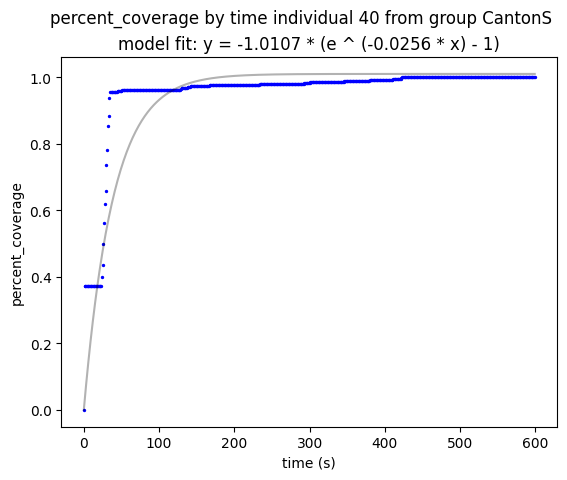 percent_coverage by time individual 40 from group CantonS
model fit: y = -1.0107 * (e ^ (-0.0256 * x) - 1)
1.0
0.8
0.6
0.4
0.2
0.0
percent_coverage
0 100 200 300 400 500 600
time (s)